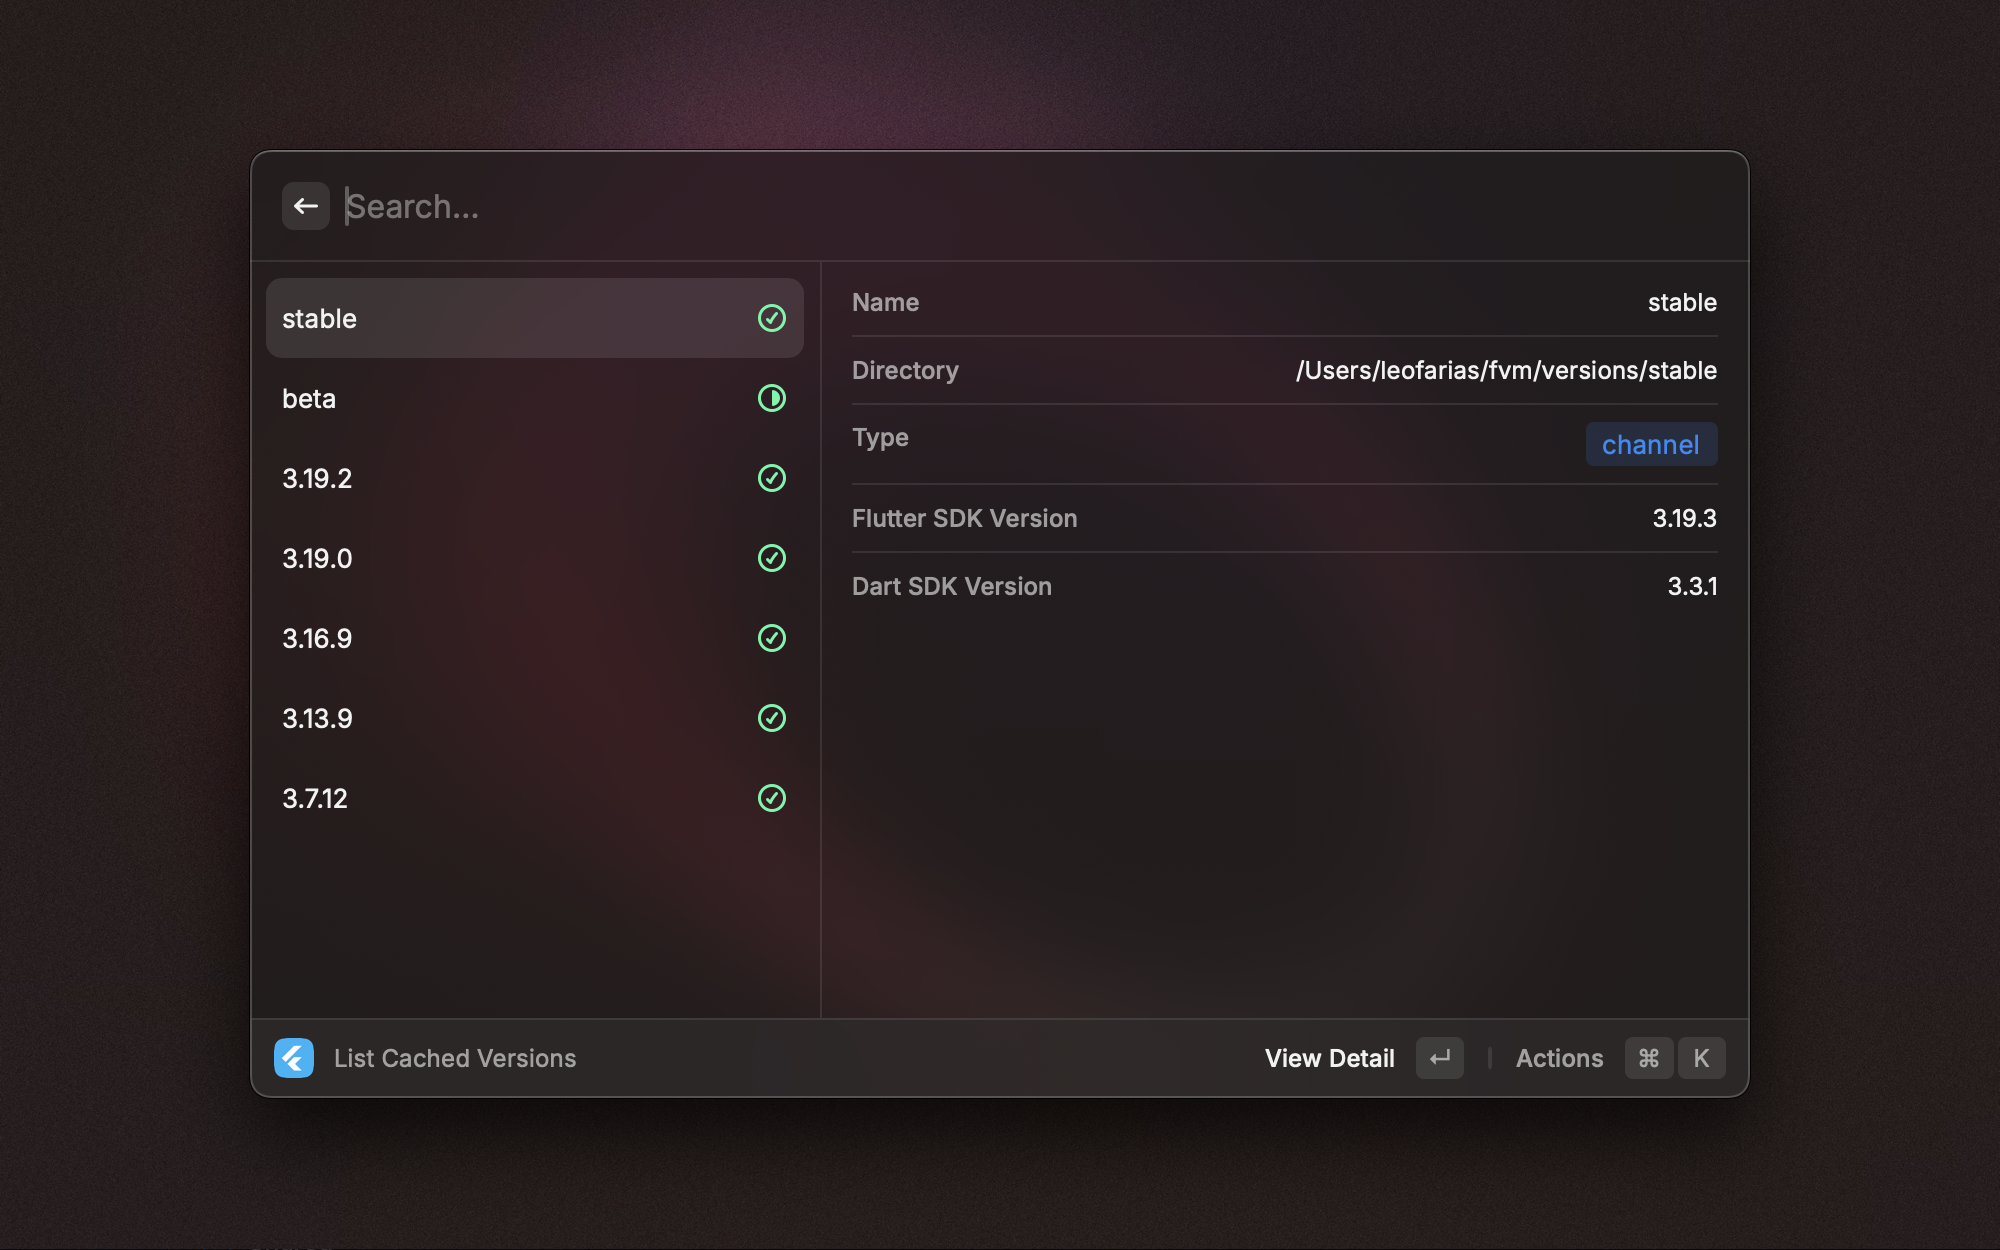 Search...
stable
beta
3.19.2
3.19.0
3.16.9
3.13.9
3.7.12
Name stable
Directory /Users/leofarias/fvm/versions/stable
Type channel
Flutter SDK Version 3.19.3
Dart SDK Version 3.3.1
List Cached Versions
View Detail ↵ | Actions ⌘ K